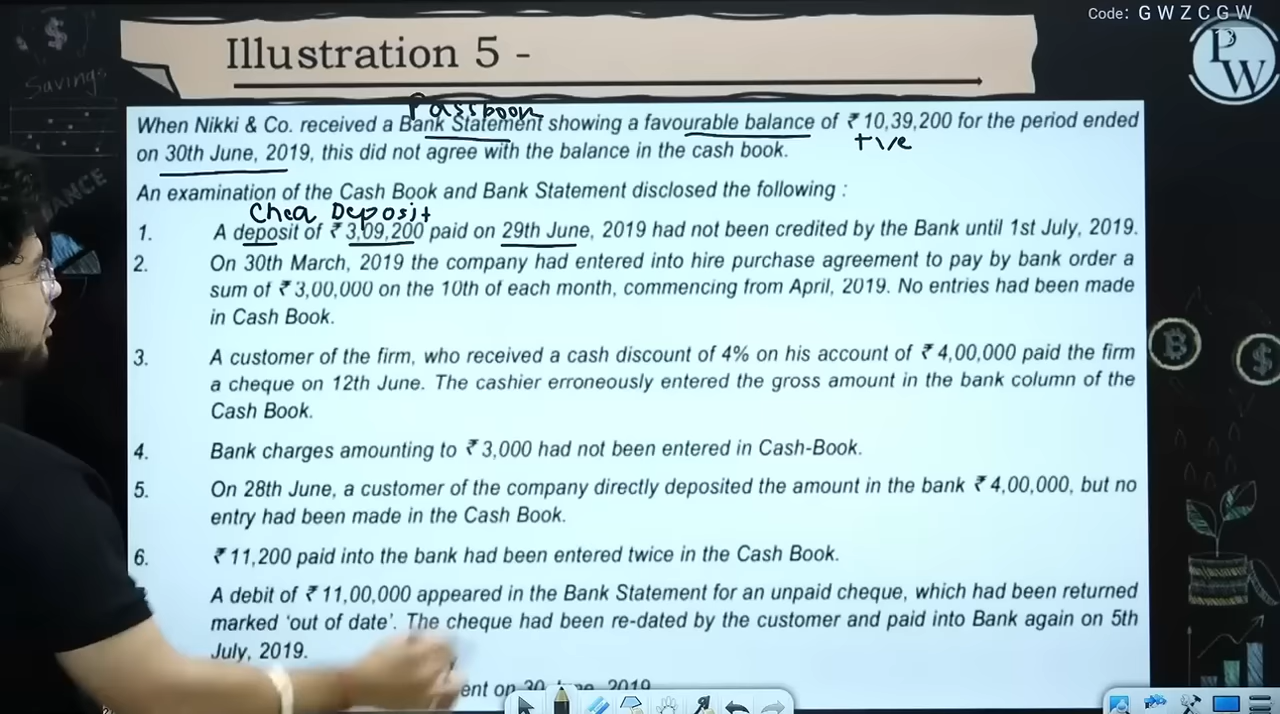 Code: G W Z C G W
Illustration 5 -
PW
Savings
Passbook
When Nikki & Co. received a Bank Statement showing a favourable balance of ₹ 10,39,200 for the period ended
+ive
on 30th June, 2019, this did not agree with the balance in the cash book.
An examination of the Cash Book and Bank Statement disclosed the following :
Cheq Deposit
1. A deposit of ₹ 3,09,200 paid on 29th June, 2019 had not been credited by the Bank until 1st July, 2019.
2. On 30th March, 2019 the company had entered into hire purchase agreement to pay by bank order a
sum of ₹ 3,00,000 on the 10th of each month, commencing from April, 2019. No entries had been made
in Cash Book.
3. A customer of the firm, who received a cash discount of 4% on his account of ₹ 4,00,000 paid the firm
a cheque on 12th June. The cashier erroneously entered the gross amount in the bank column of the
Cash Book.
4. Bank charges amounting to ₹ 3,000 had not been entered in Cash-Book.
5. On 28th June, a customer of the company directly deposited the amount in the bank ₹ 4,00,000, but no
entry had been made in the Cash Book.
6. ₹ 11,200 paid into the bank had been entered twice in the Cash Book.
A debit of ₹ 11,00,000 appeared in the Bank Statement for an unpaid cheque, which had been returned
marked 'out of date'. The cheque had been re-dated by the customer and paid into Bank again on 5th
July, 2019.
on 30 2019